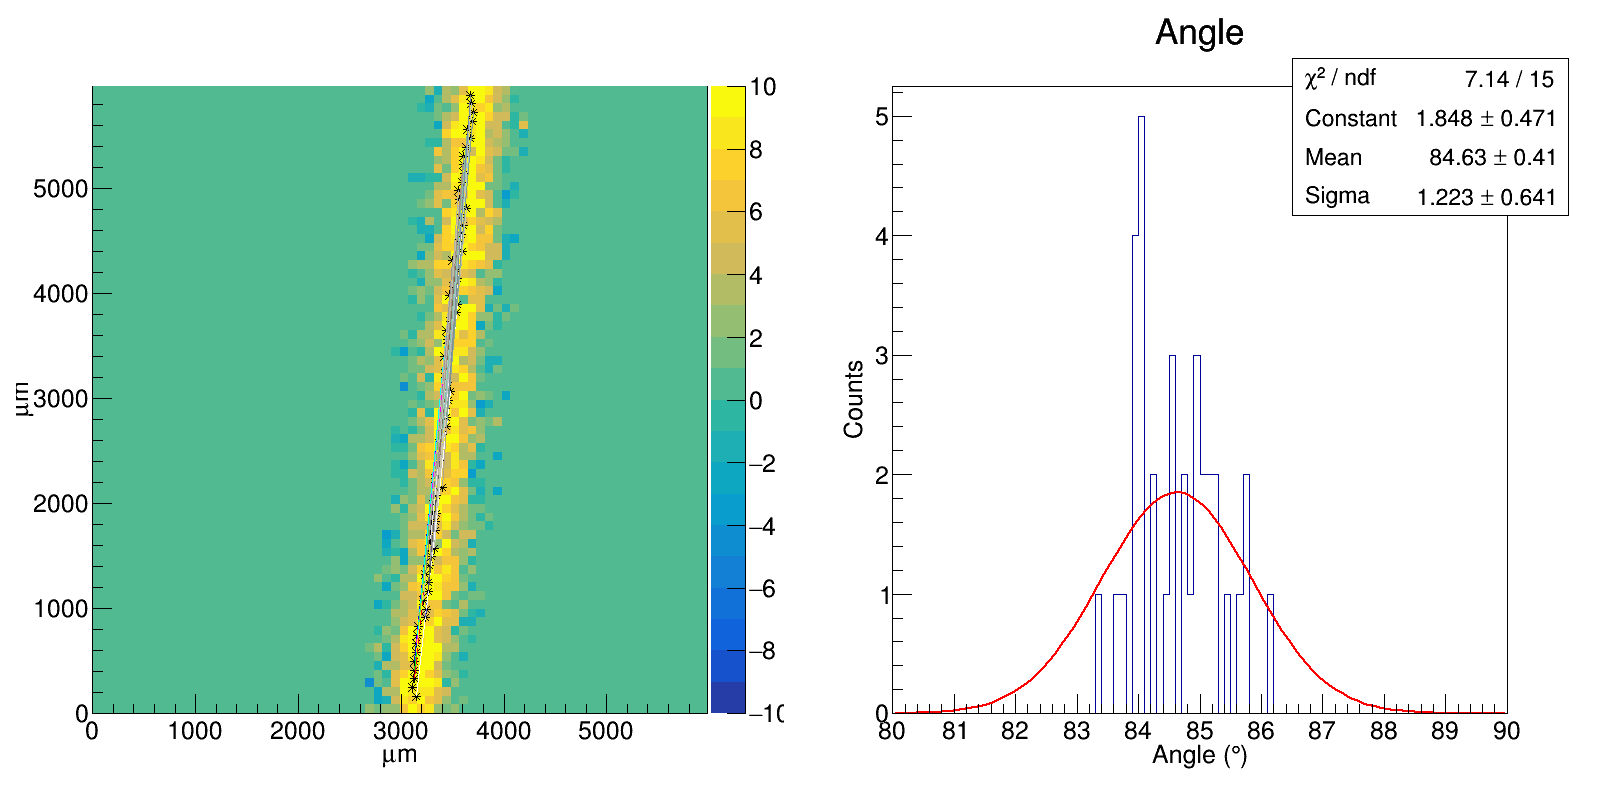 Angle
χ² / ndf 7.14 / 15
Constant 1.848 ± 0.471
Mean 84.63 ± 0.41
Sigma 1.223 ± 0.641
5000
4000
3000
2000
1000
0
μm
0 1000 2000 3000 4000 5000
μm
10
8
6
4
2
0
−2
−4
−6
−8
−10
5
4
3
2
1
0
Counts
80 81 82 83 84 85 86 87 88 89 90
Angle (°)